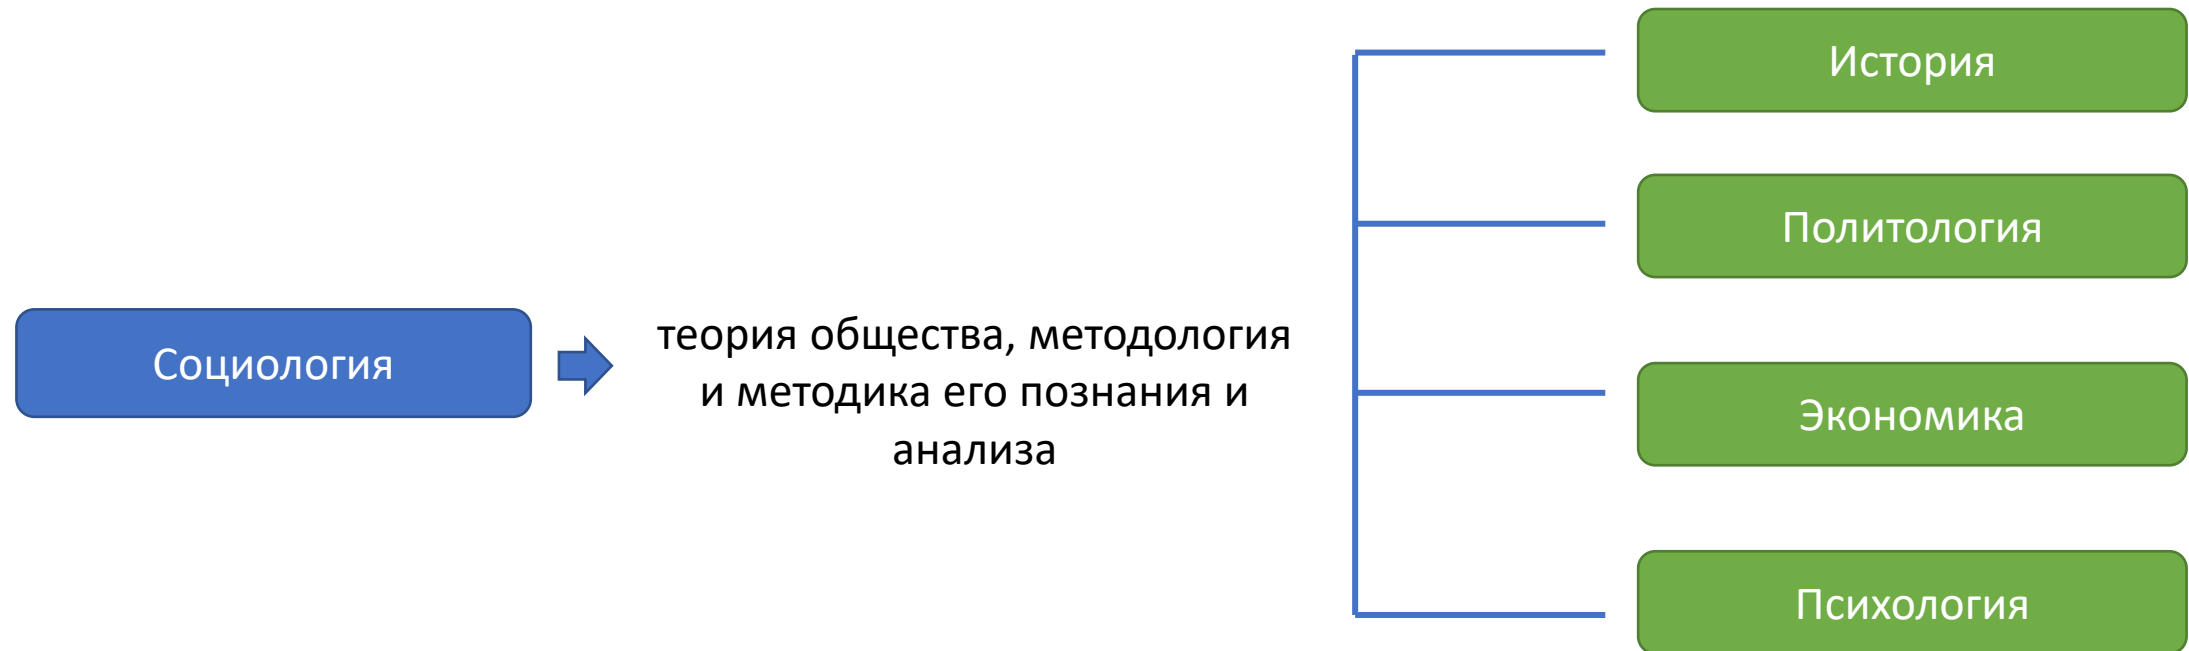 Социология
теория общества, методология
и методика его познания и
анализа
История
Политология
Экономика
Психология